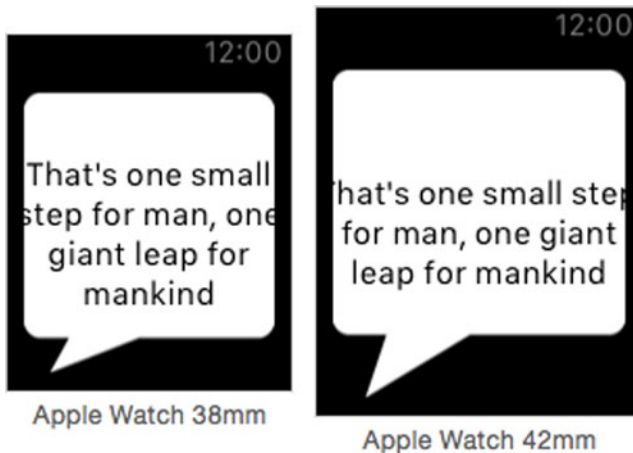 12:00
That's one small
step for man, one
giant leap for
mankind
Apple Watch 38mm
12:00
hat's one small step
for man, one giant
leap for mankind
Apple Watch 42mm